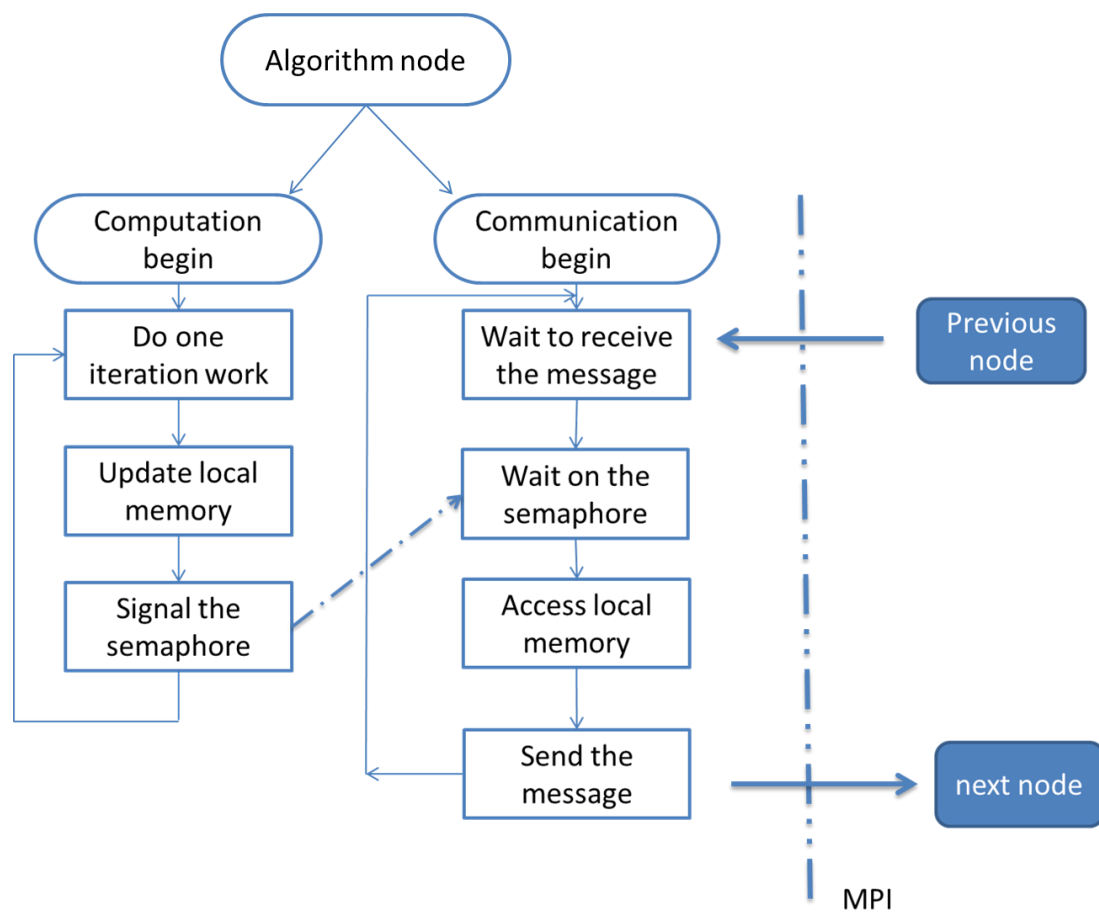 Algorithm node
Computation
begin
Communication
begin
Do one
iteration work
Wait to receive
the message
Previous
node
Update local
memory
Wait on the
semaphore
Signal the
semaphore
Access local
memory
Send the
message
next node
MPI